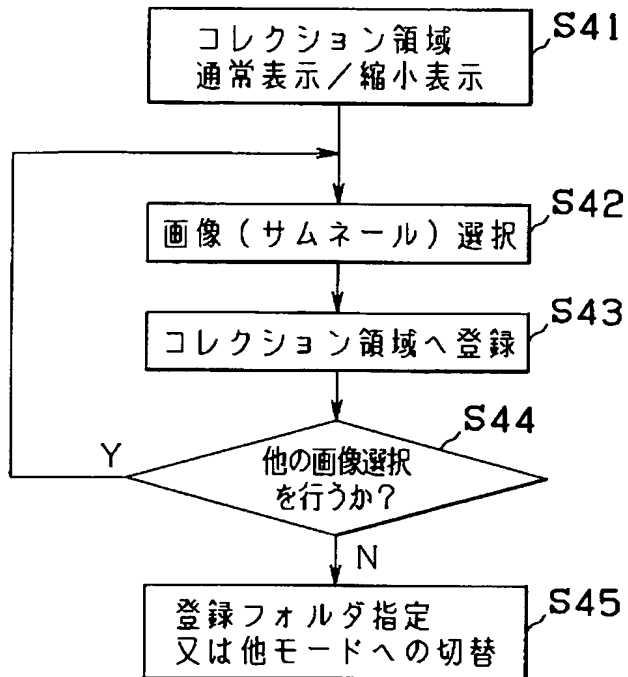 コレクション領域
通常表示/縮小表示
S41
画像(サムネール)選択
S42
コレクション領域へ登録
S43
他の画像選択
を行うか?
S44
Y
N
登録フォルダ指定
又は他モードへの切替
S45